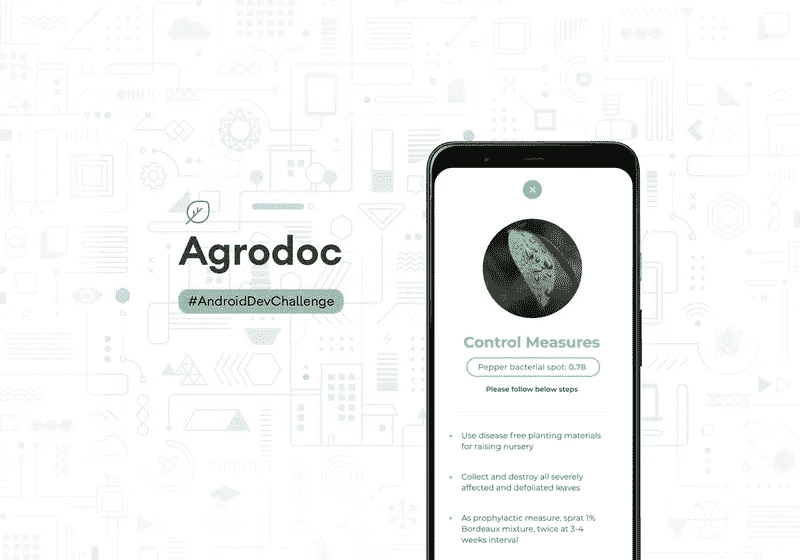 Agrodoc
#AndroidDevChallenge
Control Measures
Pepper bacterial spot: 0.78
Please follow below steps
Use disease free planting materials
for raising nursery
Collect and destroy all severely
affected and defoliated leaves
As prophylactic measure, sprat 1%
Bordeaux mixture, twice at 3-4
weeks interval